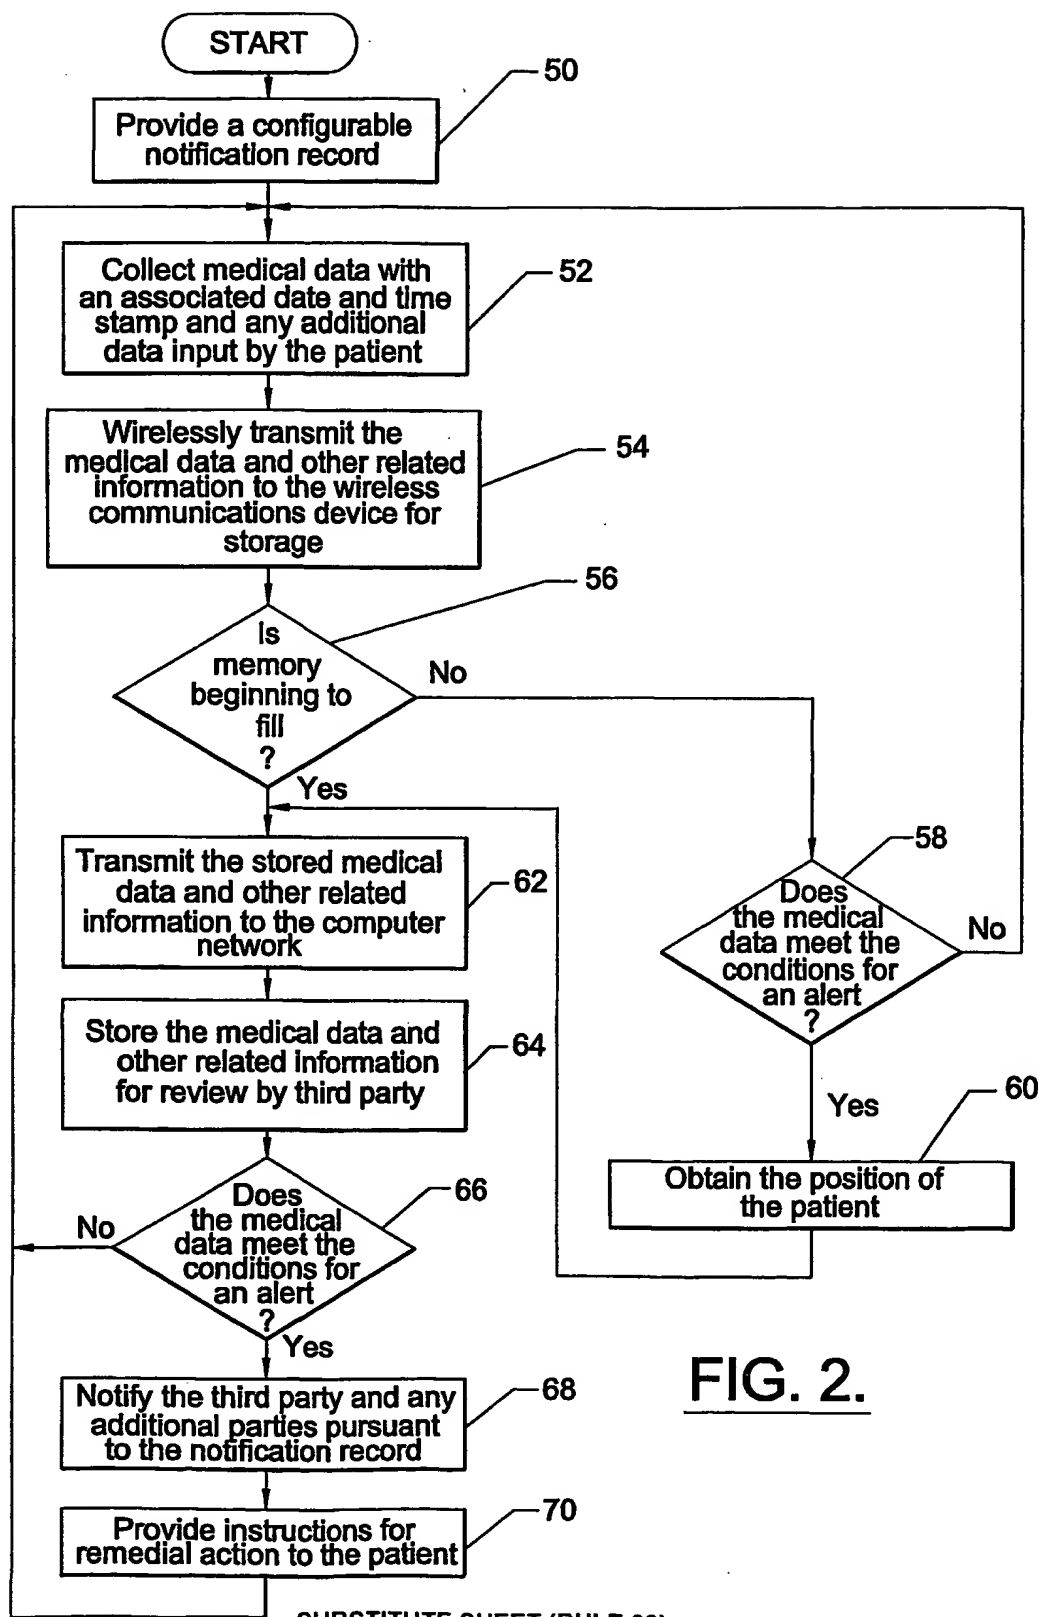 START
50
Provide a configurable
notification record
Collect medical data with
an associated date and time
stamp and any additional
data input by the patient
52
Wirelessly transmit the
medical data and other related
information to the wireless
communications device for
storage
54
56
Is
memory
beginning to
fill
?
No
Yes
58
Does
the medical
data meet the
conditions for
an alert
?
No
Yes
60
Obtain the position of
the patient
Transmit the stored medical
data and other related
information to the computer
network
62
Store the medical data and
other related information
for review by third party
64
66
Does
the medical
data meet the
conditions for
an alert
?
No
Yes
Notify the third party and any
additional parties pursuant
to the notification record
68
Provide instructions for
remedial action to the patient
70
FIG. 2.